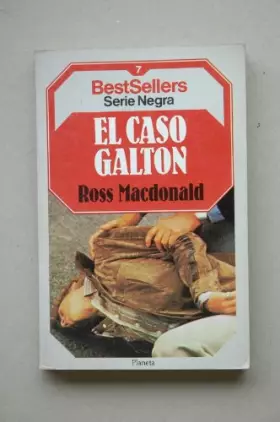 7
BestSellers
Serie Negra
EL CASO
GALTON
Ross Macdonald
Planeta